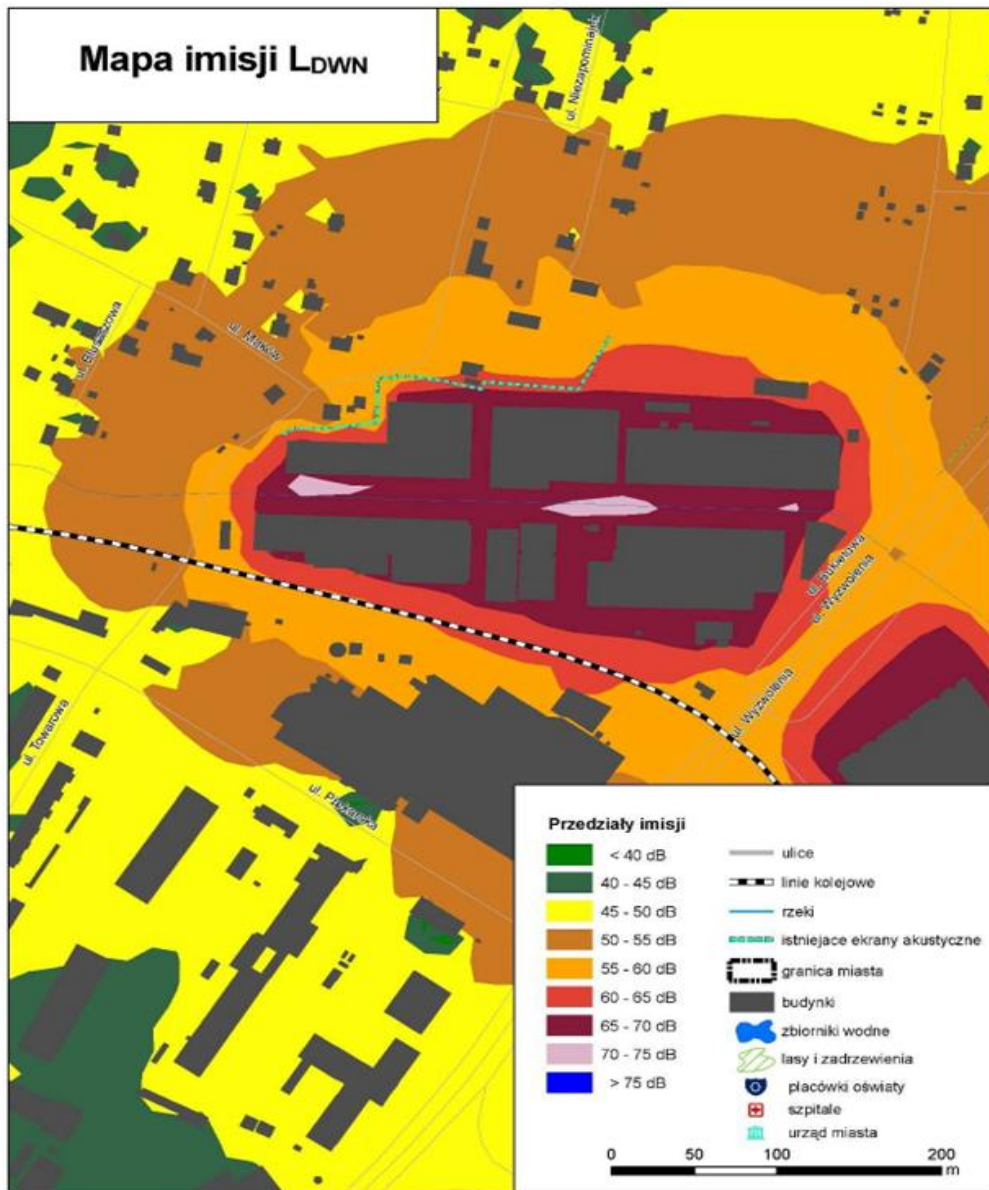 Mapa imisji LDWN
ul. Niezapominajki
ul. Maków
ul. Bluszczowa
ul. Bukietowa
ul. Wyzwolenia
ul. Wyzwolenia
ul. Towarowa
Przedziały imisji
< 40 dB
40 - 45 dB
45 - 50 dB
50 - 55 dB
55 - 60 dB
60 - 65 dB
65 - 70 dB
70 - 75 dB
> 75 dB
ulice
linie kolejowe
rzeki
istniejace ekrany akustyczne
granica miasta
budynki
zbiorniki wodne
lasy i zadrzewienia
placówki oświaty
szpitale
urząd miasta
0 50 100 200
m